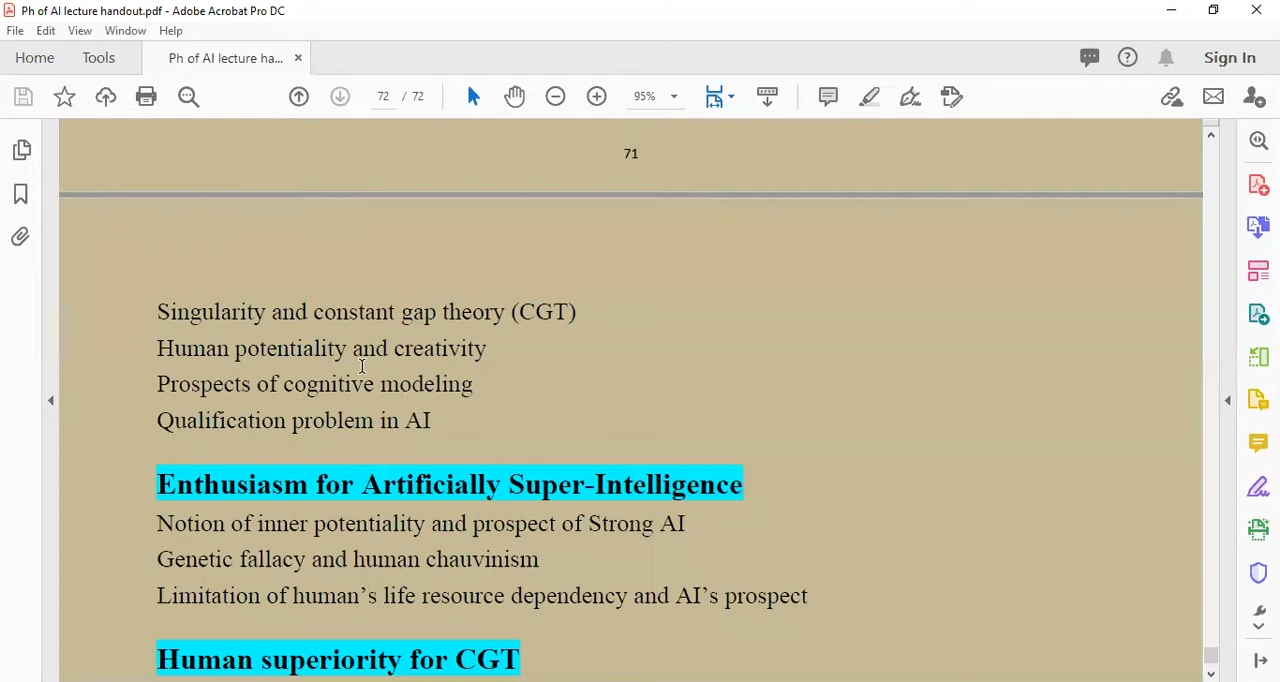 Ph of AI lecture handout.pdf - Adobe Acrobat Pro DC
File Edit View Window Help
Home Tools Ph of AI lecture ha... × Sign In
72 / 72 95%
71
Singularity and constant gap theory (CGT)
Human potentiality and creativity
Prospects of cognitive modeling
Qualification problem in AI
Enthusiasm for Artificially Super-Intelligence
Notion of inner potentiality and prospect of Strong AI
Genetic fallacy and human chauvinism
Limitation of human’s life resource dependency and AI’s prospect
Human superiority for CGT